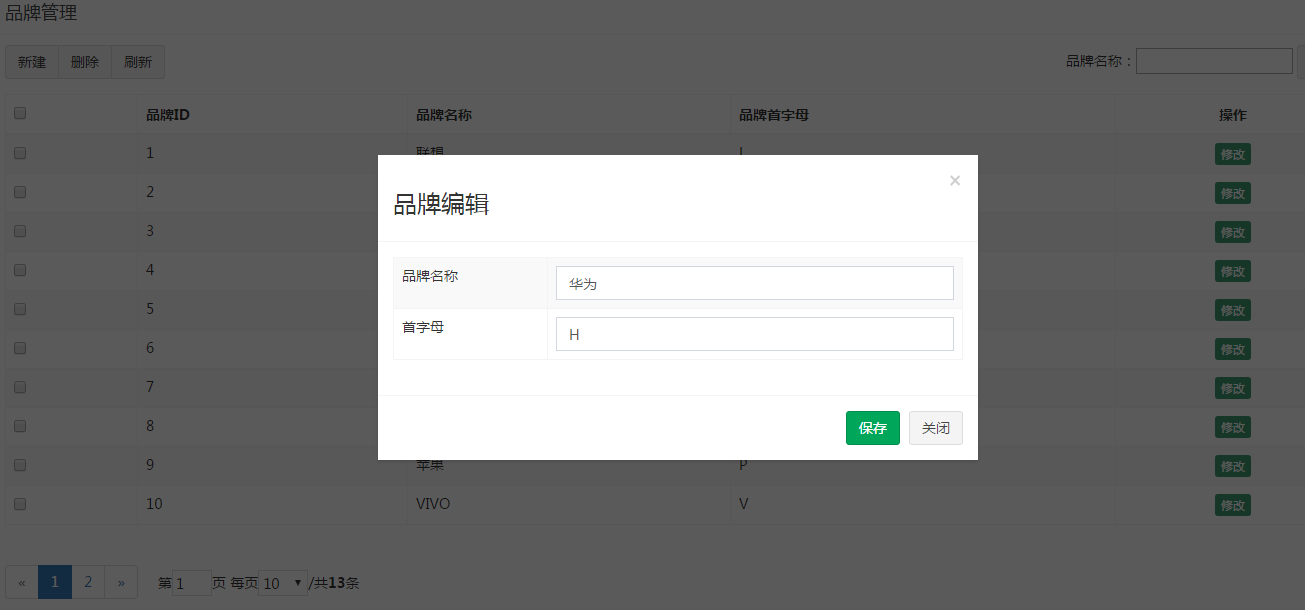 品牌管理
新建 删除 刷新 品牌名称：
品牌ID 品牌名称 品牌首字母 操作
1 联想 L 修改
2 修改
3 修改
4 修改
5 修改
6 修改
7 修改
8 修改
9 苹果 P 修改
10 VIVO V 修改
×
品牌编辑
品牌名称 华为
首字母 H
保存 关闭
« 1 2 » 第 1 页 每页 10 ▼ /共13条